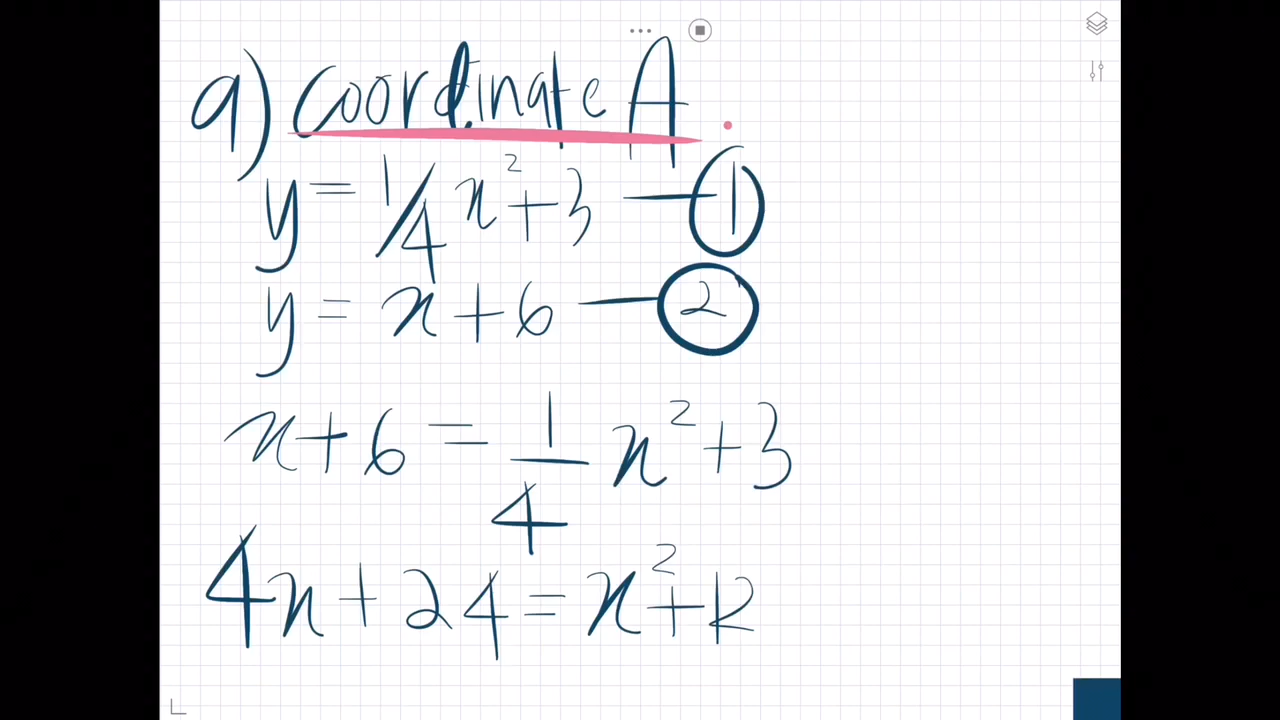 a) Coordinate A
y = 1/4 x² + 3 — ①
y = x + 6 — ②
x + 6 = 1/4 x² + 3
4x + 24 = x² + 12